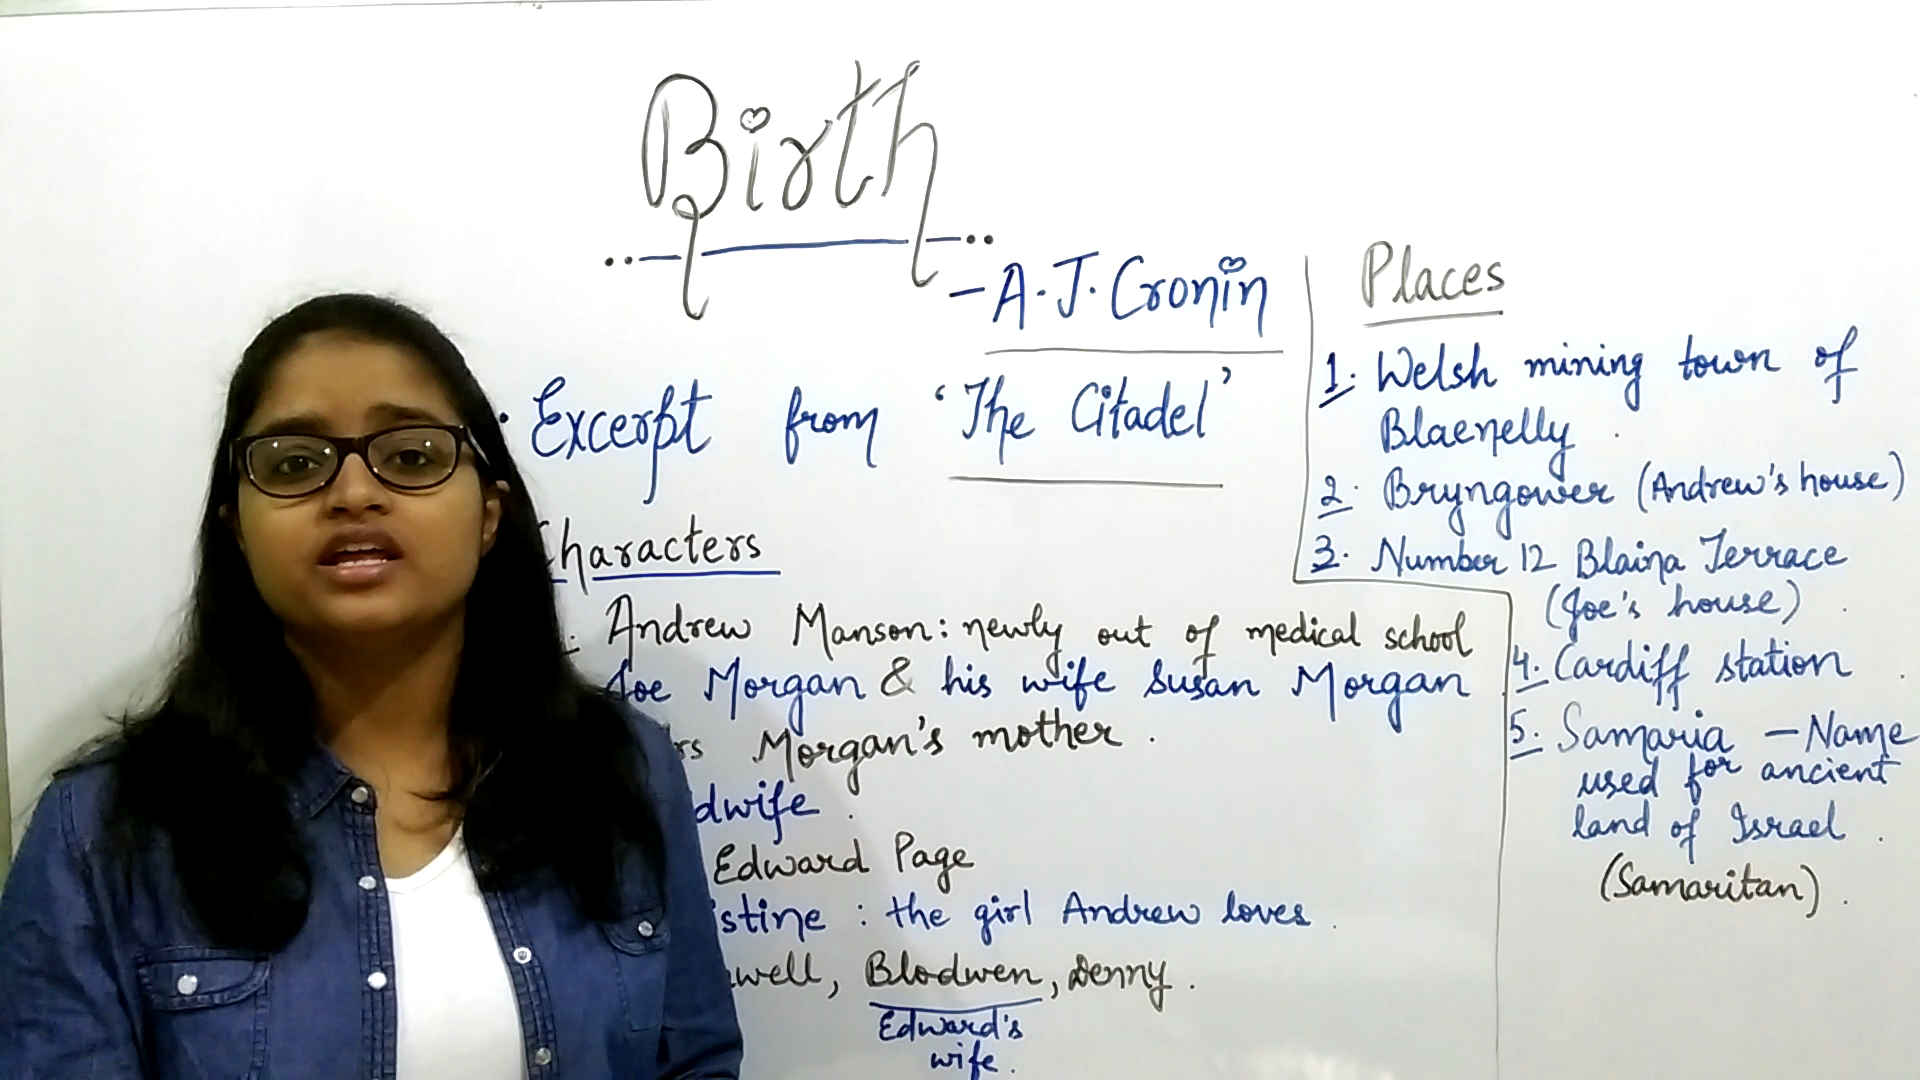 Birth
- A. J. Cronin
· Excerpt from 'The Citadel'
Characters
Andrew Manson: newly out of medical school
Joe Morgan & his wife Susan Morgan
Morgan's mother.
Edward Page
: the girl Andrew loves.
Blodwen, Denny.
Edward's
wife.
Places
1. Welsh mining town of
Blaenelly.
2. Bryngower (Andrew's house)
3. Number 12 Blaina Terrace
(Joe's house).
4. Cardiff station.
5. Samaria - Name
used for ancient
land of Israel.
(Samaritan).